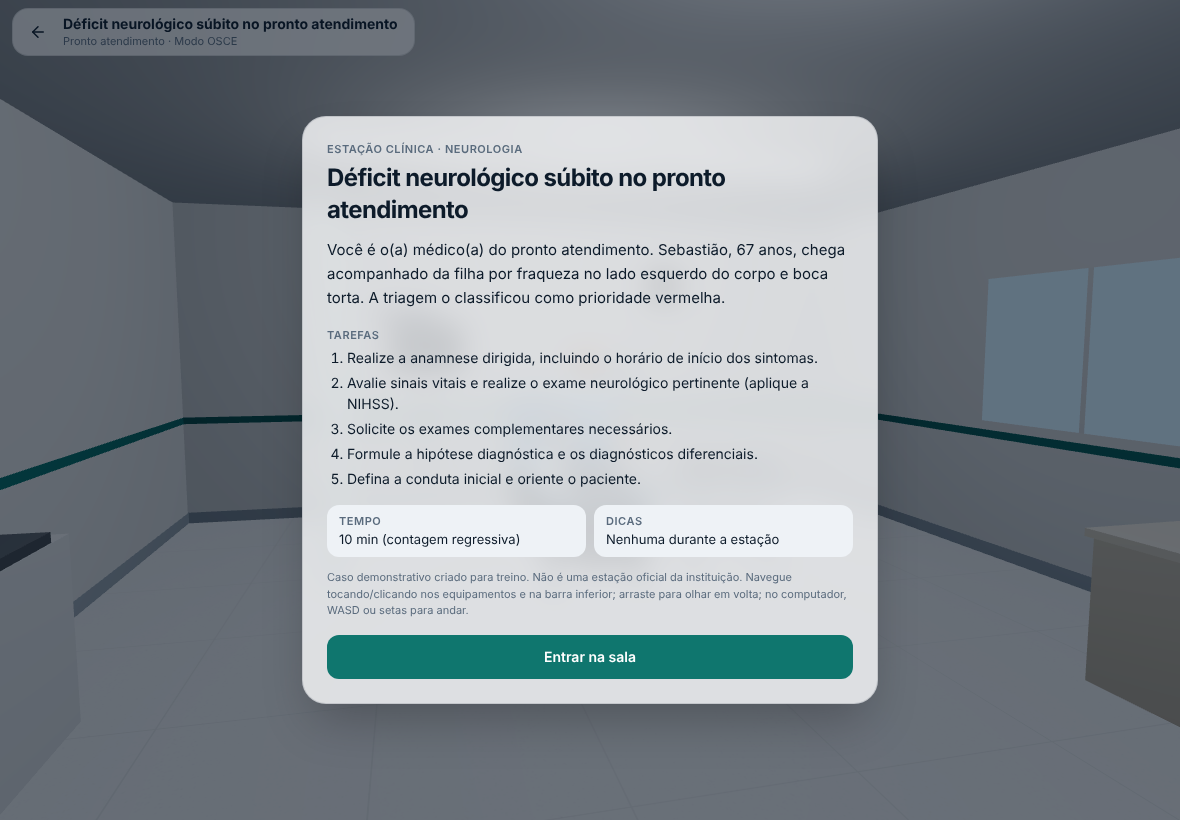 Déficit neurológico súbito no pronto atendimento
Pronto atendimento · Modo OSCE
ESTAÇÃO CLÍNICA · NEUROLOGIA
Déficit neurológico súbito no pronto
atendimento
Você é o(a) médico(a) do pronto atendimento. Sebastião, 67 anos, chega
acompanhado da filha por fraqueza no lado esquerdo do corpo e boca
torta. A triagem o classificou como prioridade vermelha.
TAREFAS
1. Realize a anamnese dirigida, incluindo o horário de início dos sintomas.
2. Avalie sinais vitais e realize o exame neurológico pertinente (aplique a
NIHSS).
3. Solicite os exames complementares necessários.
4. Formule a hipótese diagnóstica e os diagnósticos diferenciais.
5. Defina a conduta inicial e oriente o paciente.
TEMPO
10 min (contagem regressiva)
DICAS
Nenhuma durante a estação
Caso demonstrativo criado para treino. Não é uma estação oficial da instituição. Navegue
tocando/clicando nos equipamentos e na barra inferior; arraste para olhar em volta; no computador,
WASD ou setas para andar.
Entrar na sala